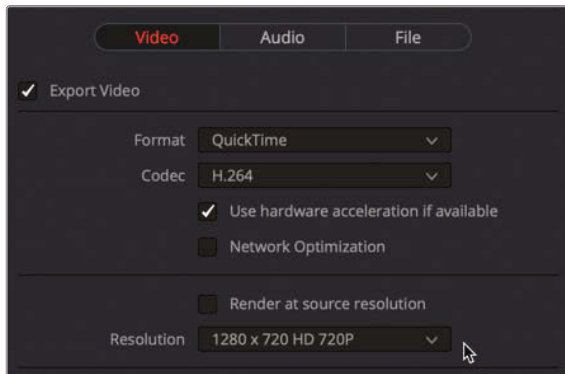 Video Audio File
Export Video
Format QuickTime
Codec H.264
Use hardware acceleration if available
Network Optimization
Render at source resolution
Resolution 1280 x 720 HD 720P